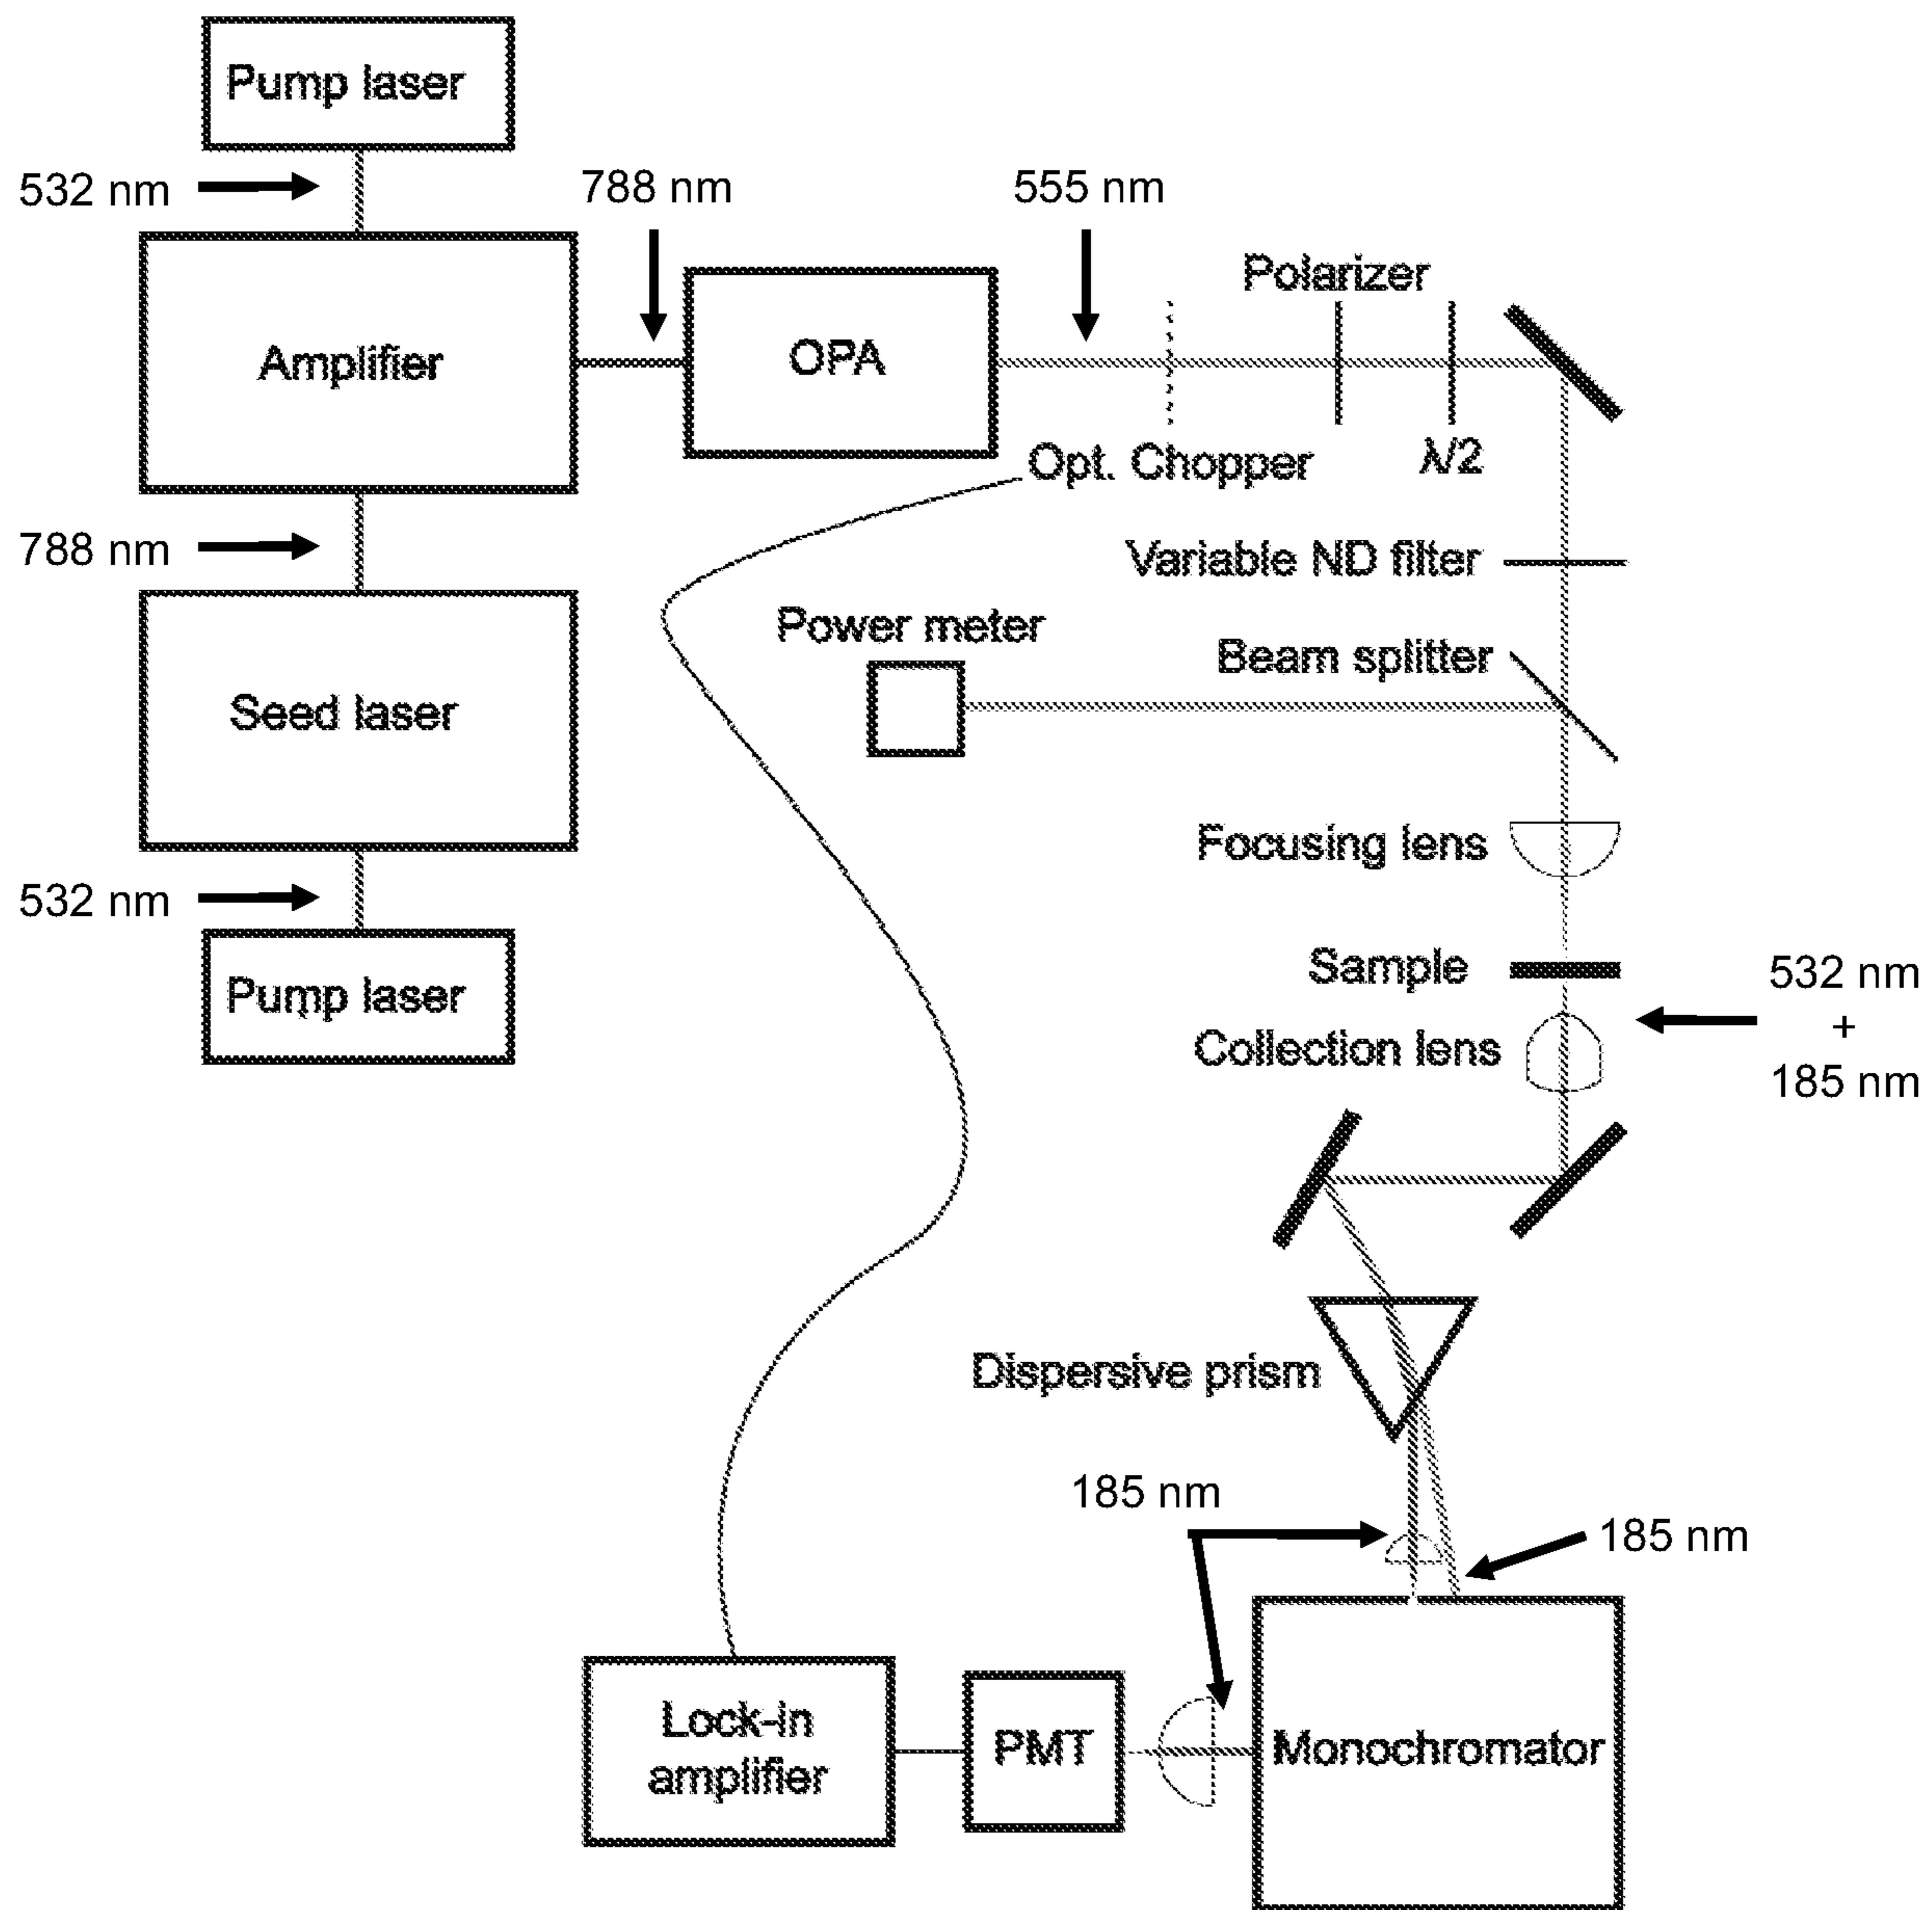 Pump laser
532 nm
788 nm
555 nm
Polarizer
Amplifier
OPA
Opt. Chopper
λ/2
788 nm
Variable ND filter
Power meter
Beam splitter
Seed laser
Focusing lens
532 nm
Sample
532 nm
+
185 nm
Pump laser
Collection lens
Dispersive prism
185 nm
185 nm
Lock-in
amplifier
PMT
Monochromator